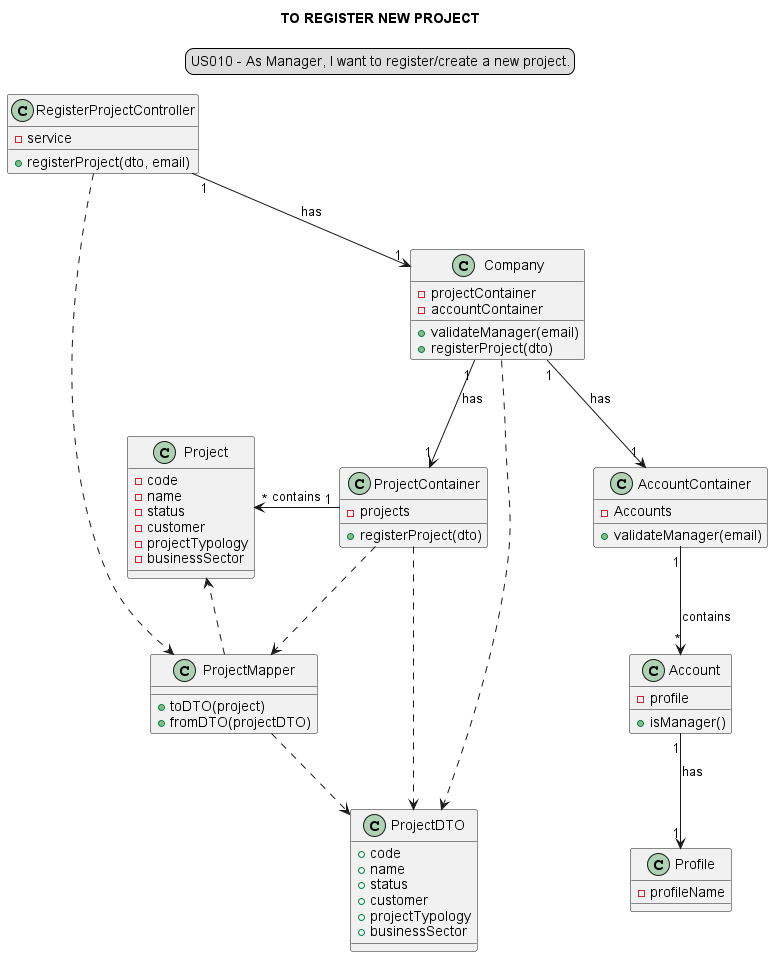 TO REGISTER NEW PROJECT
US010 - As Manager, I want to register/create a new project.
C RegisterProjectController
service
registerProject(dto, email)
1
has
1
C Company
projectContainer
accountContainer
validateManager(email)
registerProject(dto)
1
1
has
has
1
1
C Project
code
name
status
customer
projectTypology
businessSector
* contains 1
C ProjectContainer
projects
registerProject(dto)
C AccountContainer
Accounts
validateManager(email)
1
contains
*
C ProjectMapper
toDTO(project)
fromDTO(projectDTO)
C Account
profile
isManager()
1
has
1
C ProjectDTO
code
name
status
customer
projectTypology
businessSector
C Profile
profileName